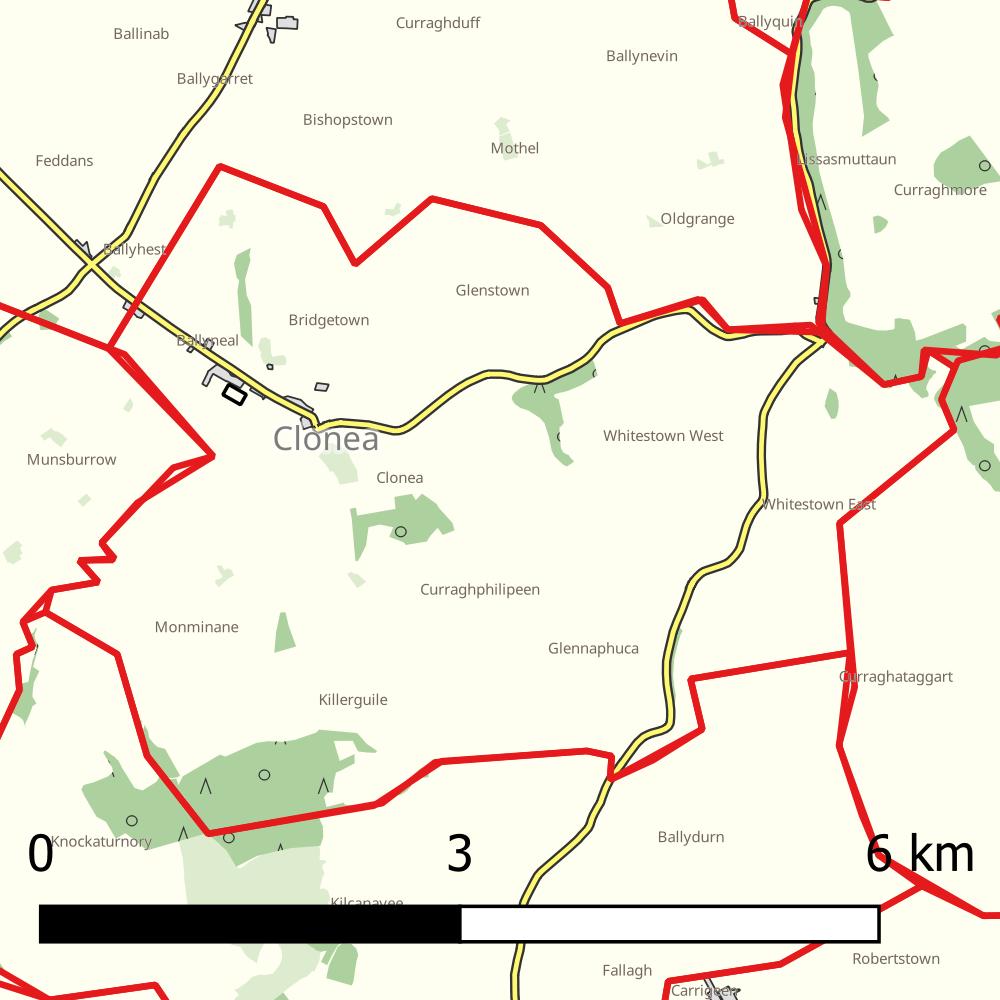 Ballyquin
Curraghduff
Ballinab
Ballynevin
Ballygarret
Bishopstown
Mothel
Feddans
Lissasmuttaun
Curraghmore
Oldgrange
Ballyhest
Glenstown
Bridgetown
Ballyneal
Whitestown West
Clonea
Munsburrow
Clonea
Whitestown East
Curraghphilipeen
Monminane
Glennaphuca
Curraghataggart
Killerguile
Ballydurn
Knockaturnory
0 3 6 km
Kilcanavee
Robertstown
Fallagh
Carrigeen